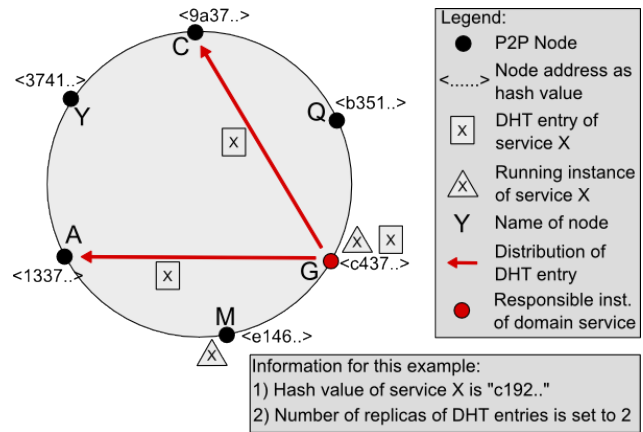 <9a37..>
C
<3741..>
Y
<b351..>
Q
X
A
<1337..>
X
X
X
G
<c437..>
M
<e146..>
X
Legend:
P2P Node
<......> Node address as
hash value
X
DHT entry of
service X
X
Running instance
of service X
Y Name of node
Distribution of
DHT entry
Responsible inst.
of domain service
Information for this example:
1) Hash value of service X is "c192.."
2) Number of replicas of DHT entries is set to 2